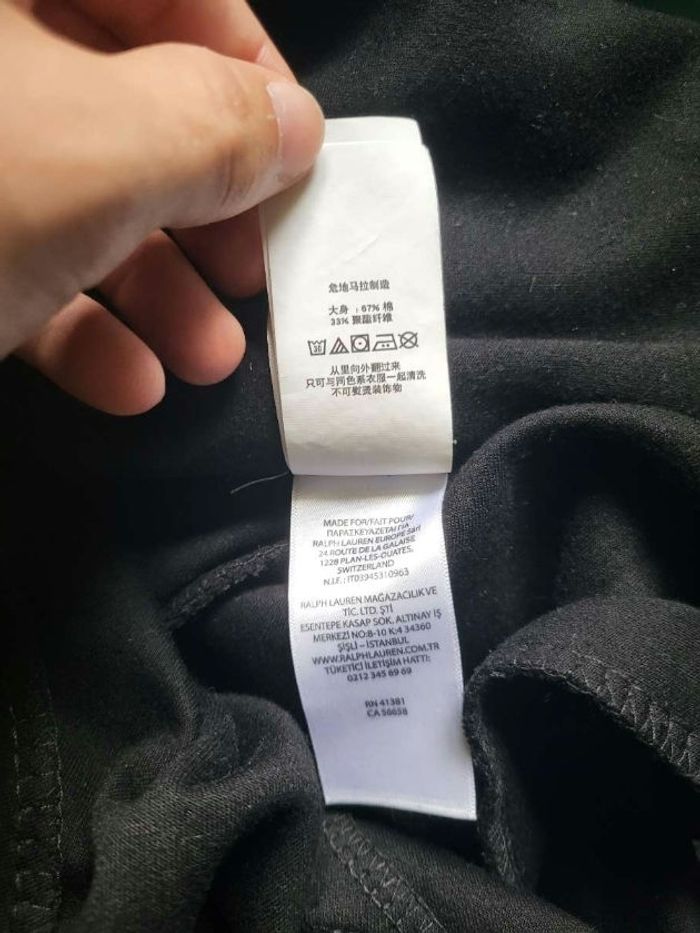 危地马拉制造
大身 : 67% 棉
33% 聚酯纤维
30
从里向外翻过来
只可与同色系衣服一起清洗
不可熨烫装饰物
MADE FOR/FAIT POUR/
ΠΑΡΑΣΚΕΥΑΖΕΤΑΙ ΓΙΑ
RALPH LAUREN EUROPE Sàrl
24 ROUTE DE LA GALAISE
1228 PLAN-LES-OUATES,
SWITZERLAND
N.I.F.: IT03945310963
RALPH LAUREN MAĞAZACILIK VE
TİC. LTD. ŞTİ
ESENTEPE KASAP SOK. ALTINAY İŞ
MERKEZİ NO:8-10 K:4 34360
ŞİŞLİ – İSTANBUL
WWW.RALPHLAUREN.COM.TR
TÜKETİCİ İLETİŞİM HATTI:
0212 345 69 69
RN 41381
CA 56658